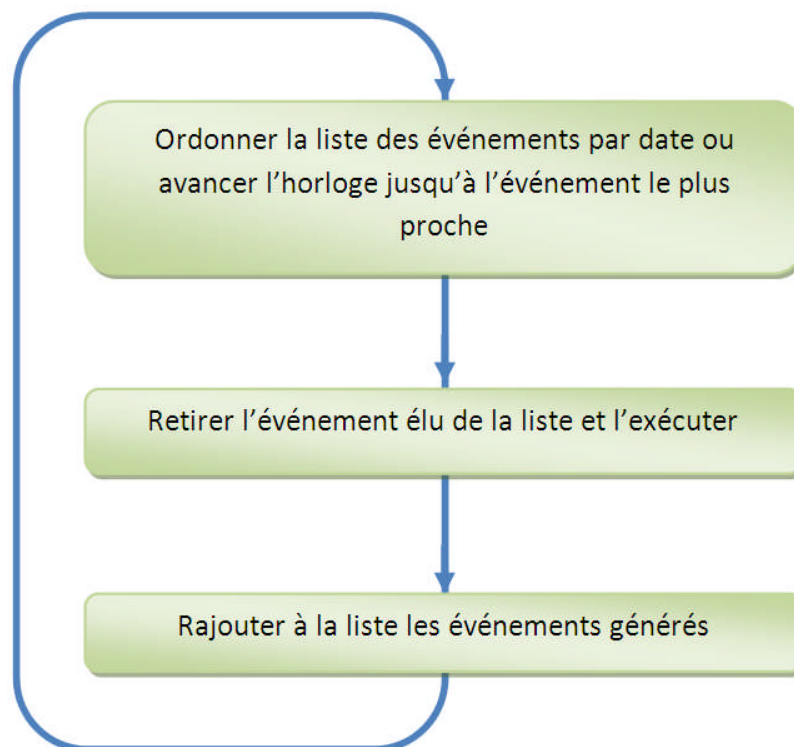 Ordonner la liste des événements par date ou
avancer l’horloge jusqu’à l’événement le plus
proche
Retirer l’événement élu de la liste et l’exécuter
Rajouter à la liste les événements générés